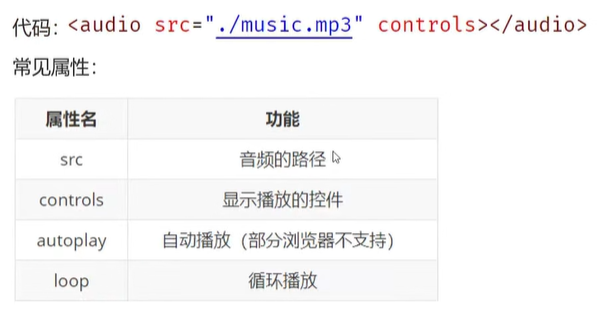 代码：<audio src="./music.mp3" controls></audio>
常见属性：
属性名 功能
src 音频的路径
controls 显示播放的控件
autoplay 自动播放（部分浏览器不支持）
loop 循环播放